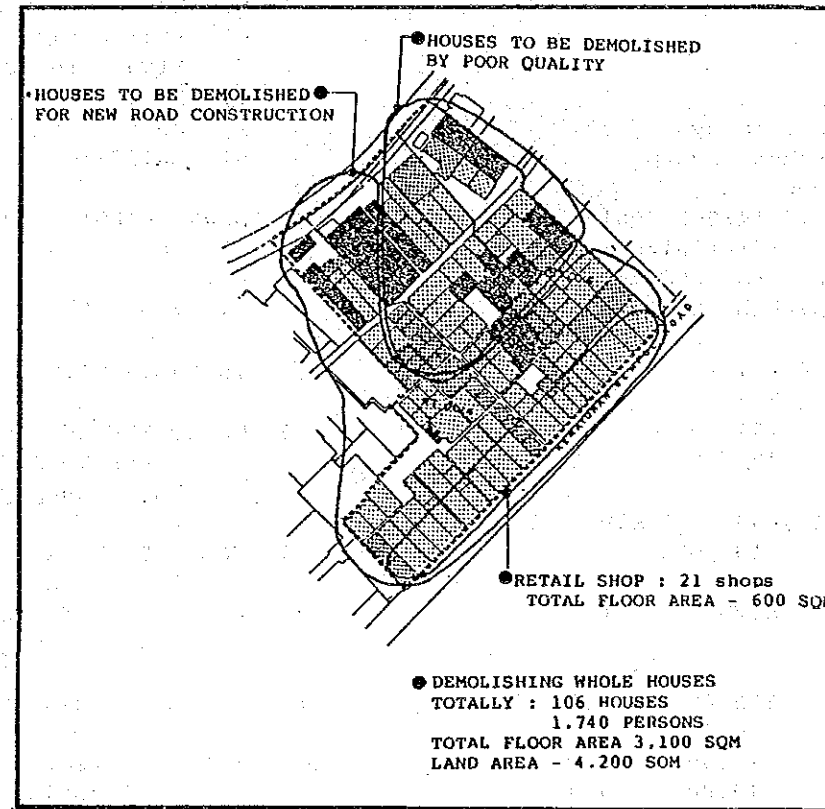 HOUSES TO BE DEMOLISHED
BY POOR QUALITY
HOUSES TO BE DEMOLISHED
FOR NEW ROAD CONSTRUCTION
ROAD
RETAIL SHOP : 21 shops
TOTAL FLOOR AREA - 600 SQM
DEMOLISHING WHOLE HOUSES
TOTALLY : 106 HOUSES
1.740 PERSONS
TOTAL FLOOR AREA 3,100 SQM
LAND AREA - 4.200 SQM